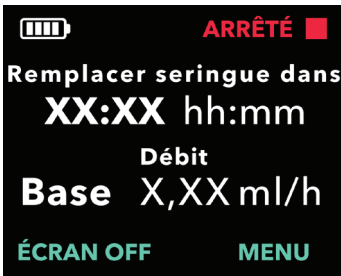 ARRÊTÉ
Remplacer seringue dans
XX:XX hh:mm
Débit
Base X,XX ml/h
ÉCRAN OFF MENU